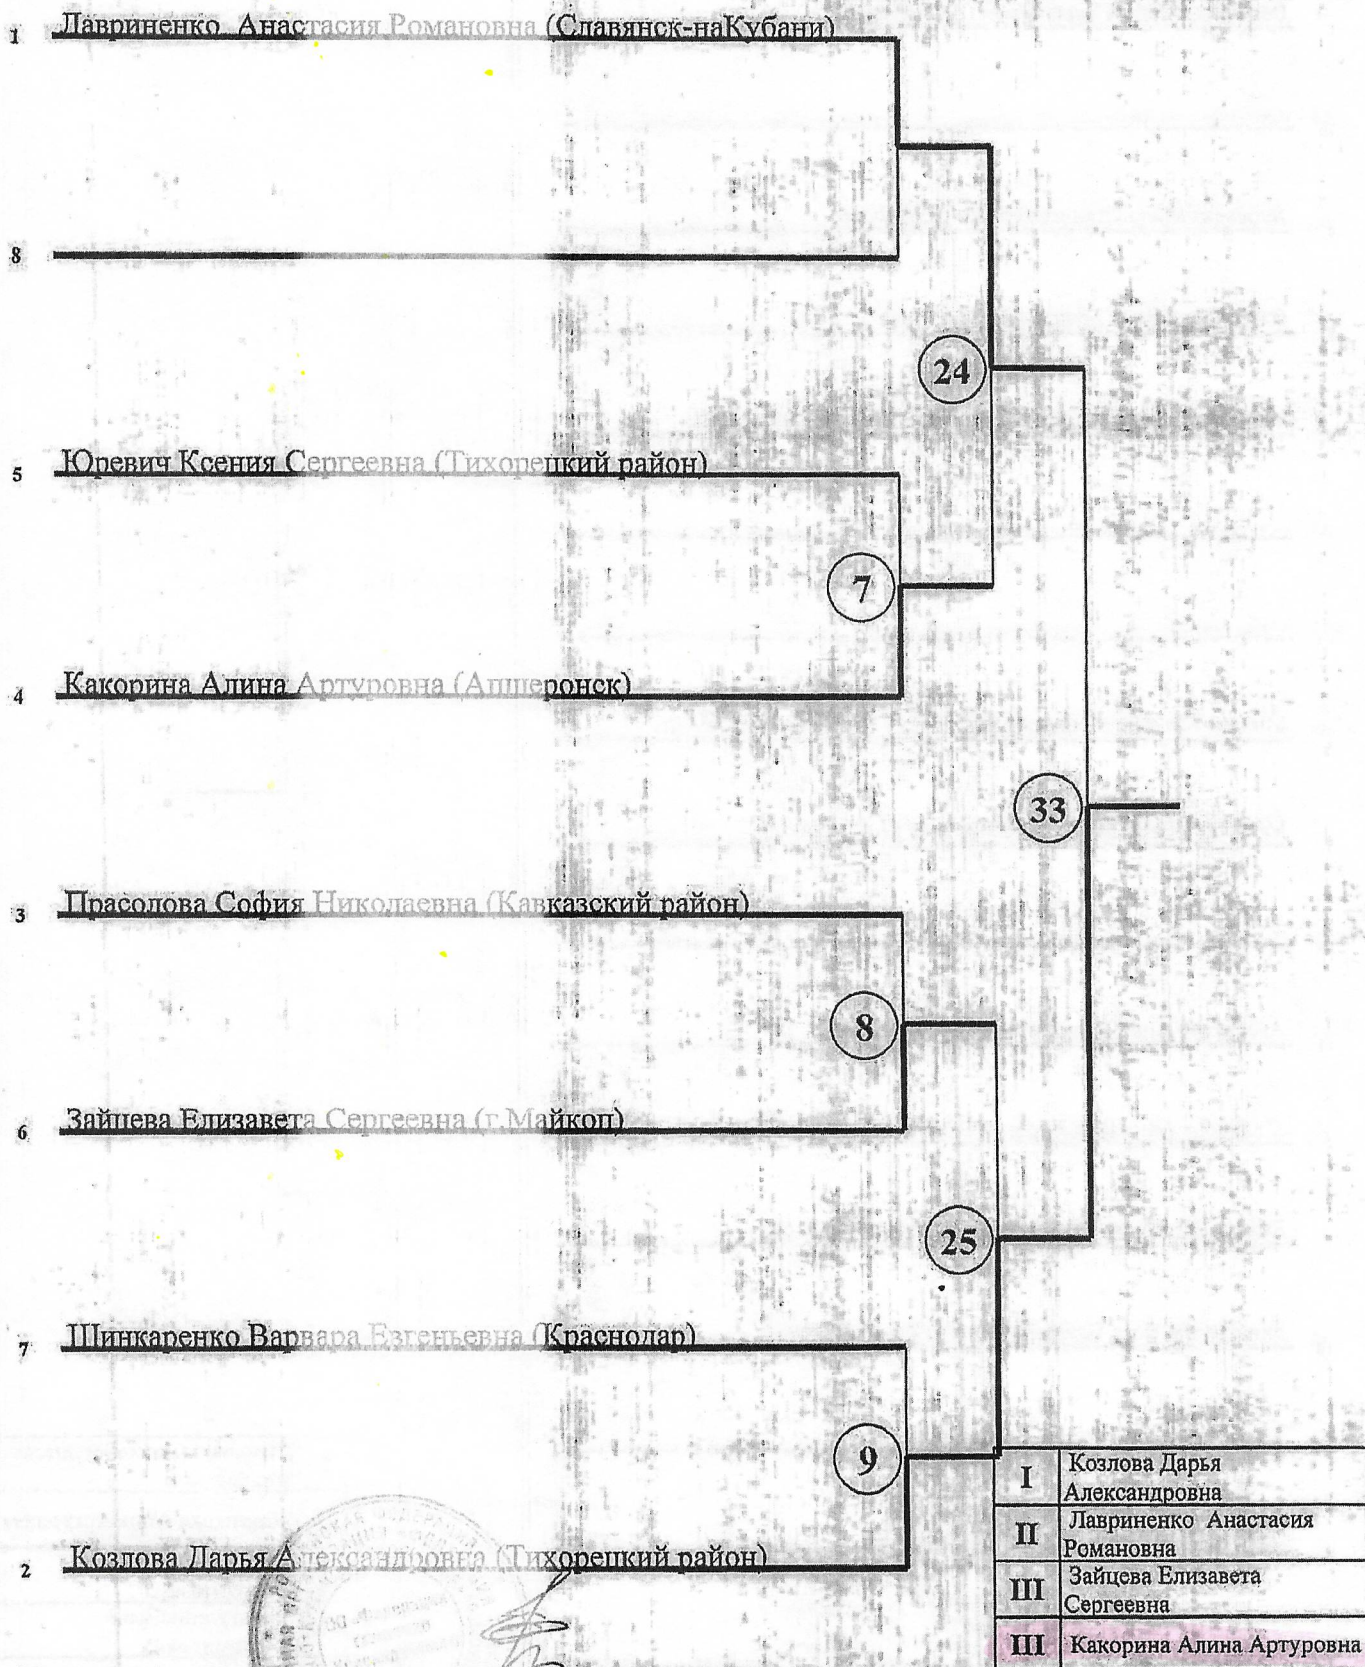 1 Лавриненко Анастасия Романовна (Славянск-наКубани)
8
24
5 Юревич Ксения Сергеевна (Тихорецкий район)
7
4 Какорина Алина Артуровна (Апшеронск)
33
3 Прасолова София Николаевна (Кавказский район)
8
6 Зайцева Елизавета Сергеевна (г.Майкоп)
25
7 Шинкаренко Варвара Евгеньевна (Краснодар)
9
2 Козлова Дарья Александровна (Тихорецкий район)
I Козлова Дарья
Александровна
II Лавриненко Анастасия
Романовна
III Зайцева Елизавета
Сергеевна
III Какорина Алина Артуровна